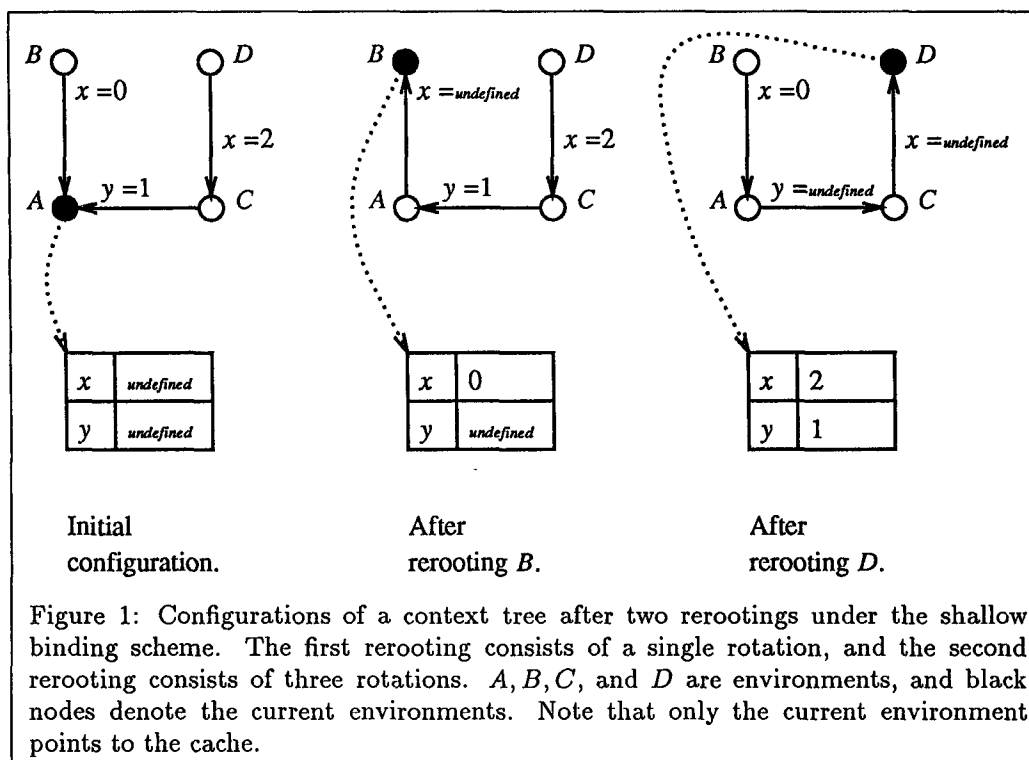 B D B D B D
x =0 x =undefined x =0
x =2 x =2 x =undefined
A y =1 C A y =1 C A y =undefined C
x undefined x 0 x 2
y undefined y undefined y 1
Initial After After
configuration. rerooting B. rerooting D.
Figure 1: Configurations of a context tree after two rerootings under the shallow
binding scheme. The first rerooting consists of a single rotation, and the second
rerooting consists of three rotations. A, B, C, and D are environments, and black
nodes denote the current environments. Note that only the current environment
points to the cache.